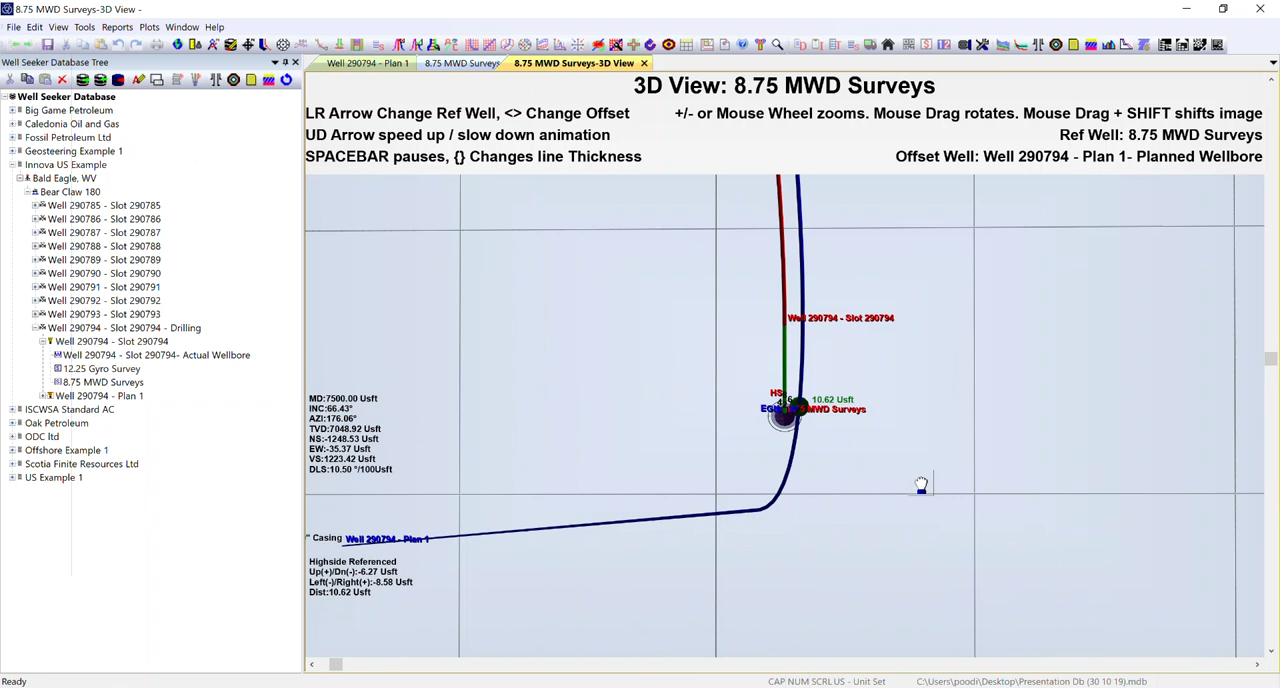 8.75 MWD Surveys-3D View -
File Edit View Tools Reports Plots Window Help
Well Seeker Database Tree
Well Seeker Database
Big Game Petroleum
Caledonia Oil and Gas
Fossil Petroleum Ltd
Geosteering Example 1
Innova US Example
Bald Eagle, WV
Bear Claw 180
Well 290785 - Slot 290785
Well 290786 - Slot 290786
Well 290787 - Slot 290787
Well 290788 - Slot 290788
Well 290789 - Slot 290789
Well 290790 - Slot 290790
Well 290791 - Slot 290791
Well 290792 - Slot 290792
Well 290793 - Slot 290793
Well 290794 - Slot 290794 - Drilling
Well 290794 - Slot 290794
Well 290794 - Slot 290794- Actual Wellbore
12.25 Gyro Survey
8.75 MWD Surveys
Well 290794 - Plan 1
ISCWSA Standard AC
Oak Petroleum
ODC ltd
Offshore Example 1
Scotia Finite Resources Ltd
US Example 1
Well 290794 - Plan 1
8.75 MWD Surveys
8.75 MWD Surveys-3D View
3D View: 8.75 MWD Surveys
LR Arrow Change Ref Well, <> Change Offset
UD Arrow speed up / slow down animation
SPACEBAR pauses, {} Changes line Thickness
+/- or Mouse Wheel zooms. Mouse Drag rotates. Mouse Drag + SHIFT shifts image
Ref Well: 8.75 MWD Surveys
Offset Well: Well 290794 - Plan 1- Planned Wellbore
Well 290794 - Slot 290794
HS
10.62 Usft
MWD Surveys
MD:7500.00 Usft
INC:66.43°
AZI:176.06°
TVD:7048.92 Usft
NS:-1248.53 Usft
EW:-35.37 Usft
VS:1223.42 Usft
DLS:10.50 °/100Usft
" Casing
Well 290794 - Plan 1
Highside Referenced
Up(+)/Dn(-):-6.27 Usft
Left(-)/Right(+):-8.58 Usft
Dist:10.62 Usft
Ready
CAP NUM SCRL US - Unit Set
C:\Users\poodi\Desktop\Presentation Db (30 10 19).mdb